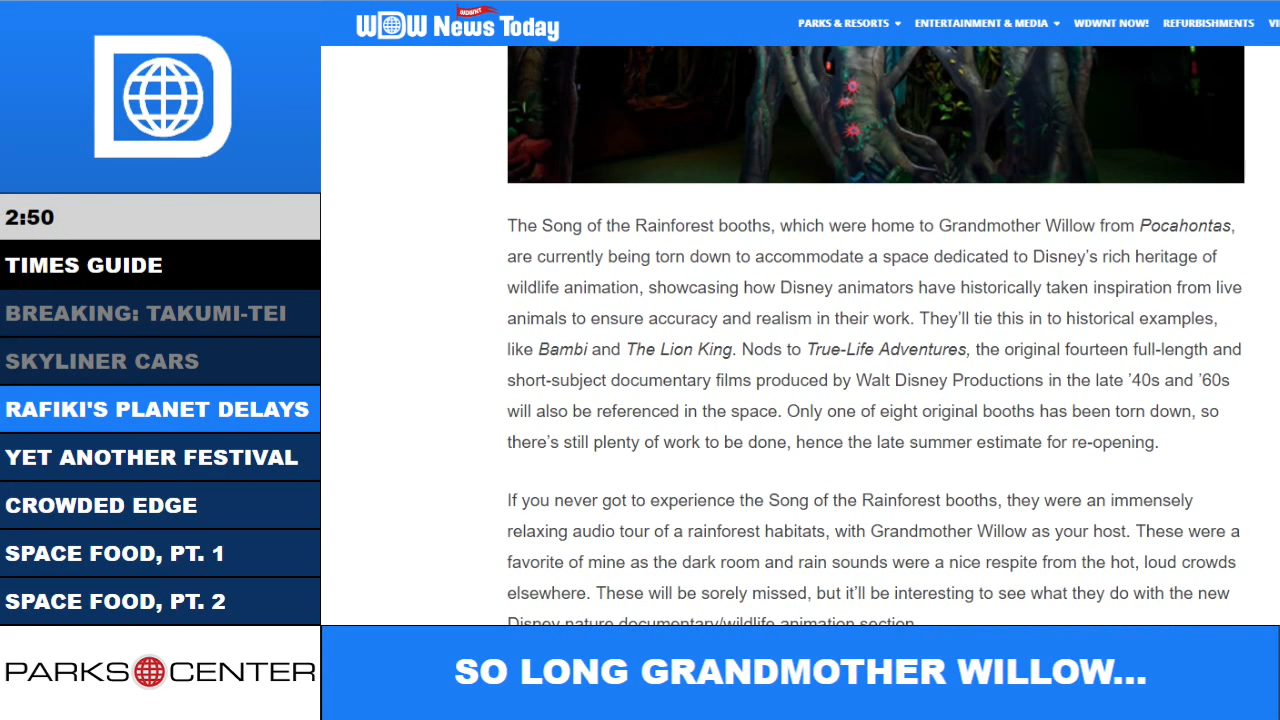 WDWNT
WDW News Today
PARKS & RESORTS
ENTERTAINMENT & MEDIA
WDWNT NOW!
REFURBISHMENTS
2:50
TIMES GUIDE
BREAKING: TAKUMI-TEI
SKYLINER CARS
RAFIKI'S PLANET DELAYS
YET ANOTHER FESTIVAL
CROWDED EDGE
SPACE FOOD, PT. 1
SPACE FOOD, PT. 2
PARKS CENTER
The Song of the Rainforest booths, which were home to Grandmother Willow from Pocahontas,
are currently being torn down to accommodate a space dedicated to Disney’s rich heritage of
wildlife animation, showcasing how Disney animators have historically taken inspiration from live
animals to ensure accuracy and realism in their work. They’ll tie this in to historical examples,
like Bambi and The Lion King. Nods to True-Life Adventures, the original fourteen full-length and
short-subject documentary films produced by Walt Disney Productions in the late ’40s and ’60s
will also be referenced in the space. Only one of eight original booths has been torn down, so
there’s still plenty of work to be done, hence the late summer estimate for re-opening.
If you never got to experience the Song of the Rainforest booths, they were an immensely
relaxing audio tour of a rainforest habitats, with Grandmother Willow as your host. These were a
favorite of mine as the dark room and rain sounds were a nice respite from the hot, loud crowds
elsewhere. These will be sorely missed, but it’ll be interesting to see what they do with the new
Disney nature documentary/wildlife animation section.
SO LONG GRANDMOTHER WILLOW...